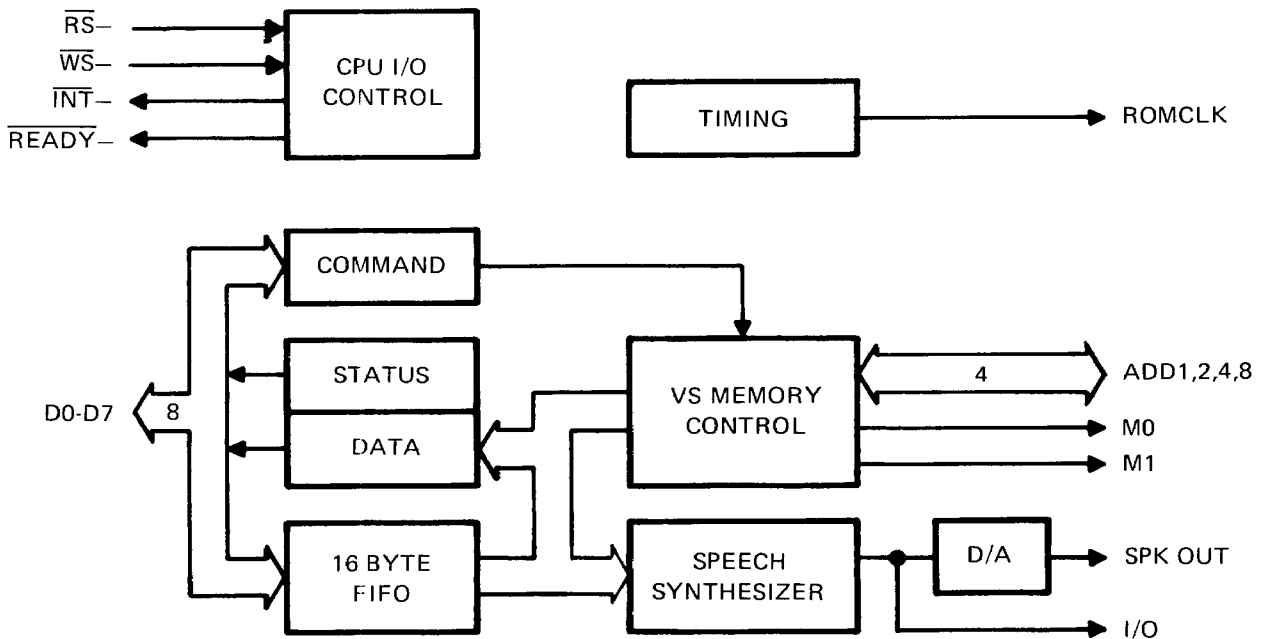 RS–
WS–
INT–
READY–
CPU I/O
CONTROL
TIMING
ROMCLK
COMMAND
STATUS
DATA
D0-D7
8
16 BYTE
FIFO
VS MEMORY
CONTROL
4
ADD1,2,4,8
M0
M1
SPEECH
SYNTHESIZER
D/A
SPK OUT
I/O